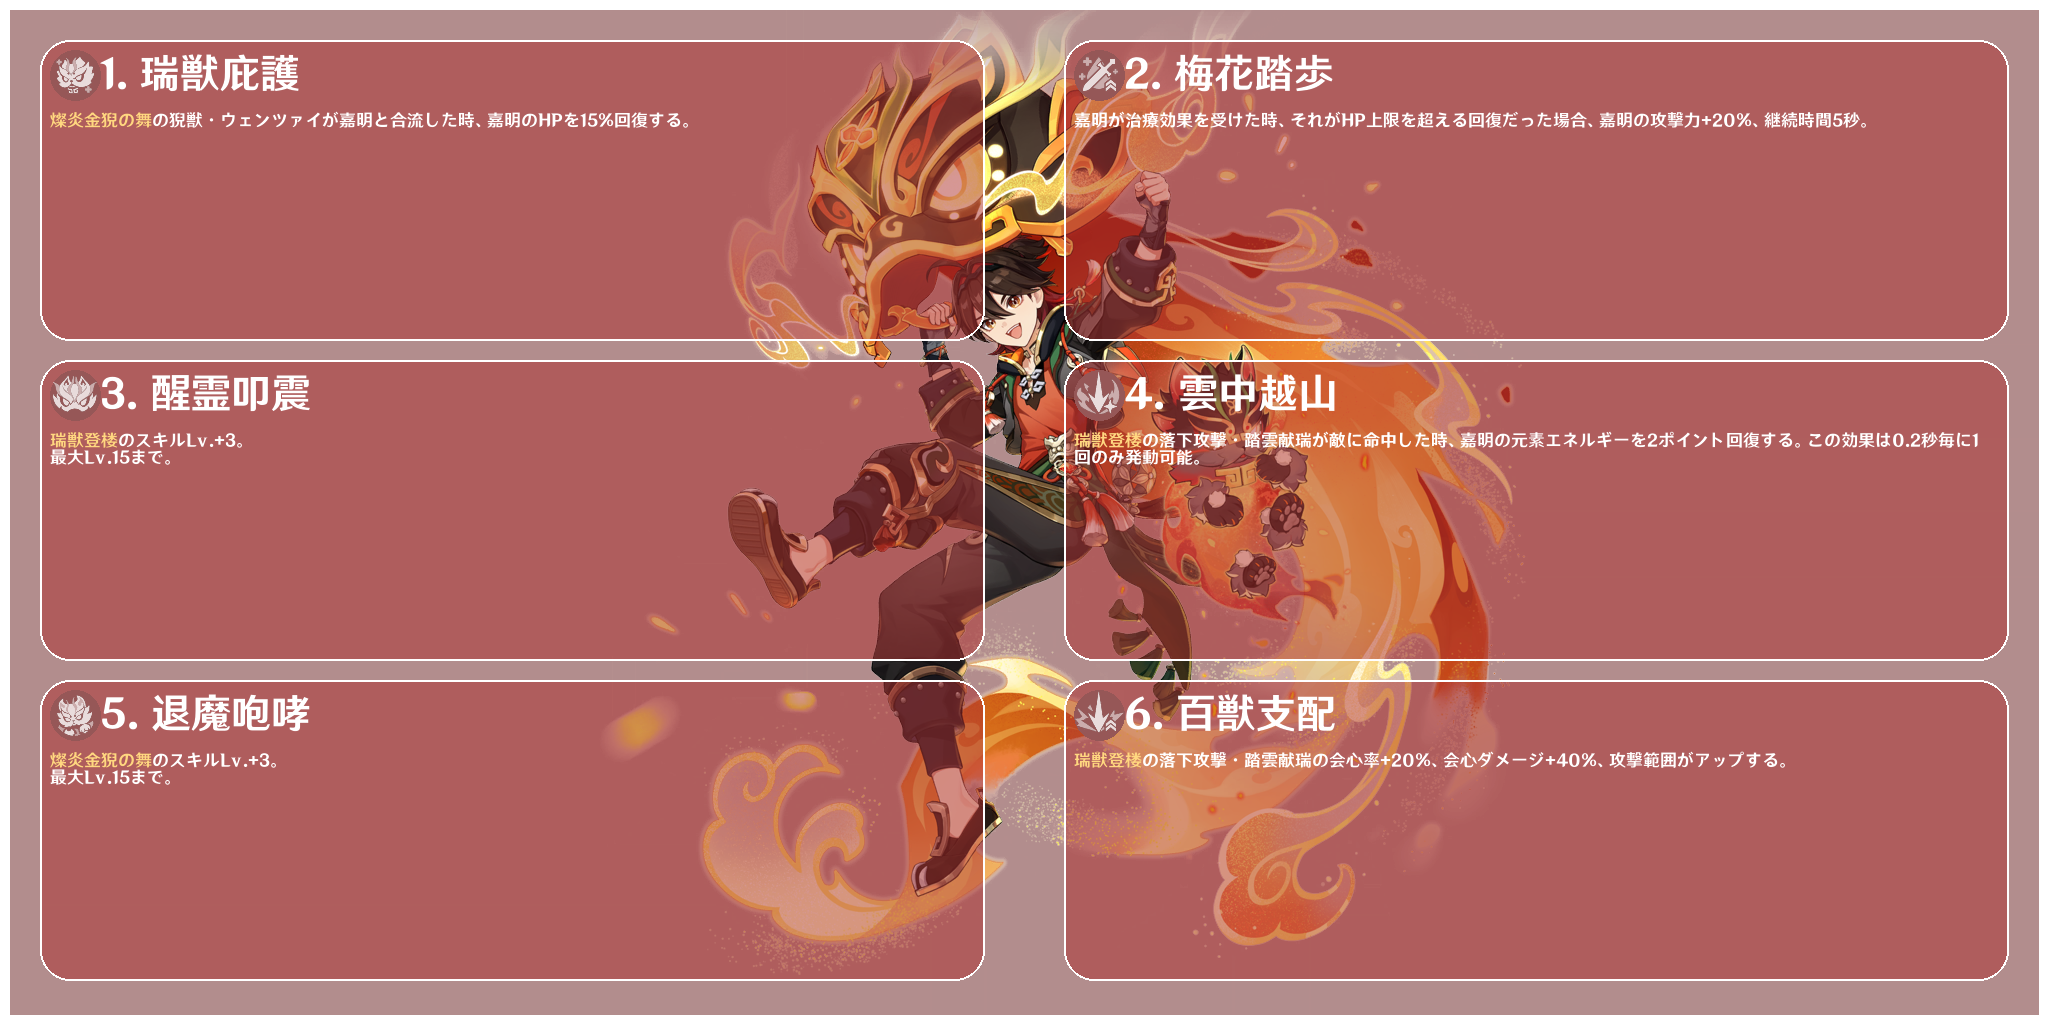 1. 瑞獣庇護
燦炎金猊の舞の猊獣・ウェンツァイが嘉明と合流した時、嘉明のHPを15%回復する。
2. 梅花踏歩
嘉明が治療効果を受けた時、それがHP上限を超える回復だった場合、嘉明の攻撃力+20%、継続時間5秒。
3. 醒霊叩震
瑞獣登楼のスキルLv.+3。
最大Lv.15まで。
4. 雲中越山
瑞獣登楼の落下攻撃・踏雲献瑞が敵に命中した時、嘉明の元素エネルギーを2ポイント回復する。この効果は0.2秒毎に1
回のみ発動可能。
5. 退魔咆哮
燦炎金猊の舞のスキルLv.+3。
最大Lv.15まで。
6. 百獣支配
瑞獣登楼の落下攻撃・踏雲献瑞の会心率+20%、会心ダメージ+40%、攻撃範囲がアップする。